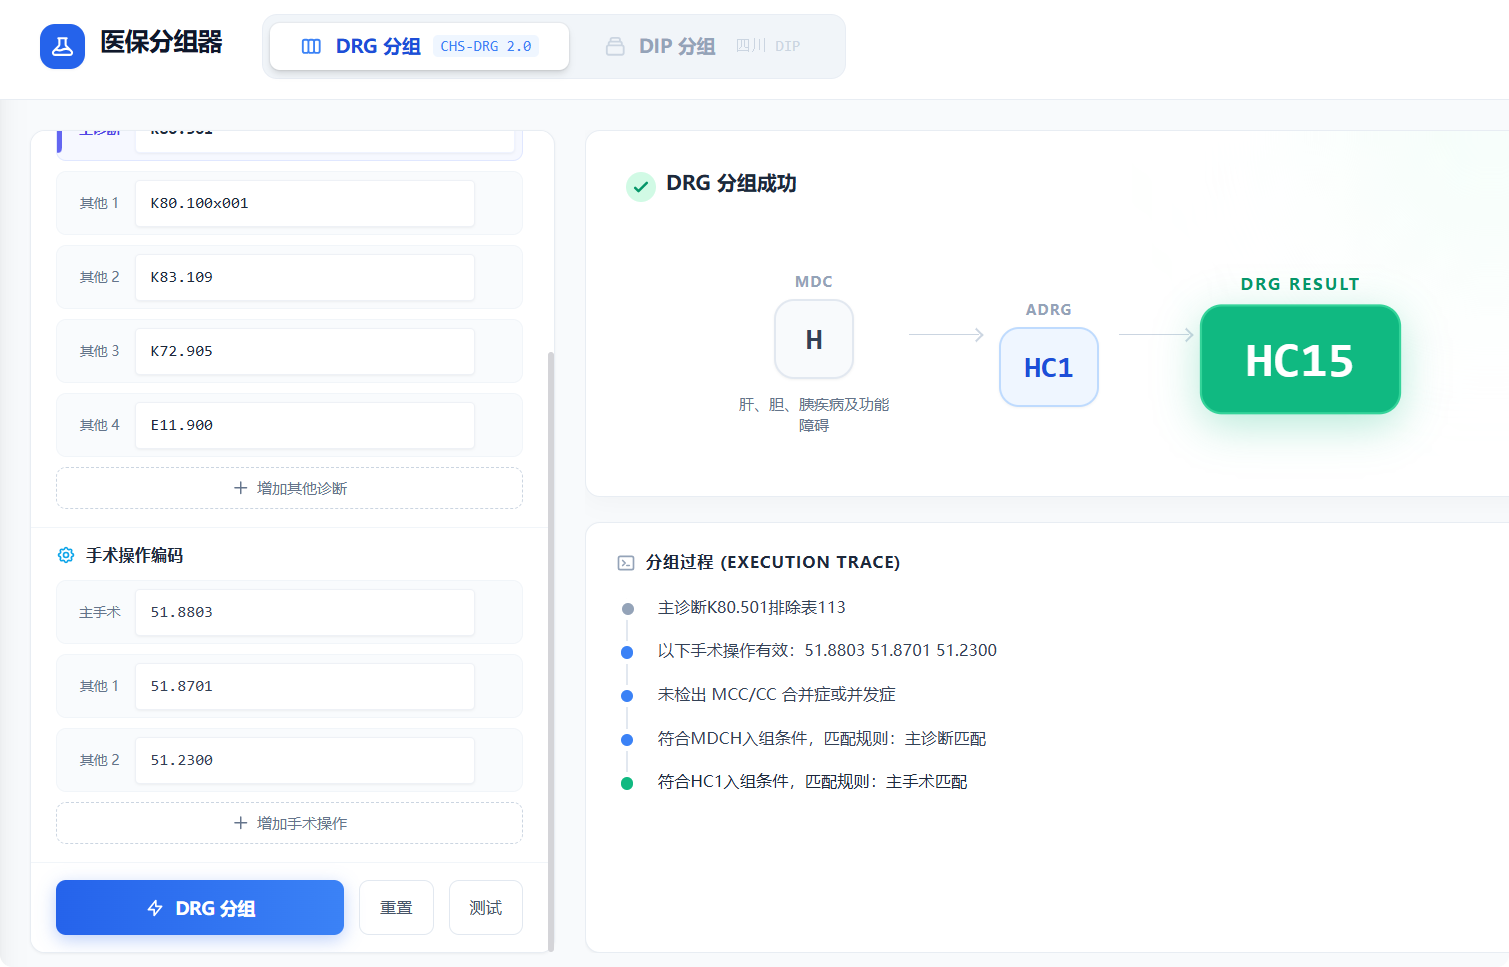 医保分组器
DRG 分组 CHS-DRG 2.0
DIP 分组 四川 DIP
其他 1 K80.100x001
其他 2 K83.109
其他 3 K72.905
其他 4 E11.900
增加其他诊断
手术操作编码
主手术 51.8803
其他 1 51.8701
其他 2 51.2300
增加手术操作
DRG 分组
重置
测试
DRG 分组成功
MDC
H
肝、胆、胰疾病及功能
障碍
ADRG
HC1
DRG RESULT
HC15
分组过程 (EXECUTION TRACE)
主诊断K80.501排除表113
以下手术操作有效：51.8803 51.8701 51.2300
未检出 MCC/CC 合并症或并发症
符合MDCH入组条件，匹配规则：主诊断匹配
符合HC1入组条件，匹配规则：主手术匹配